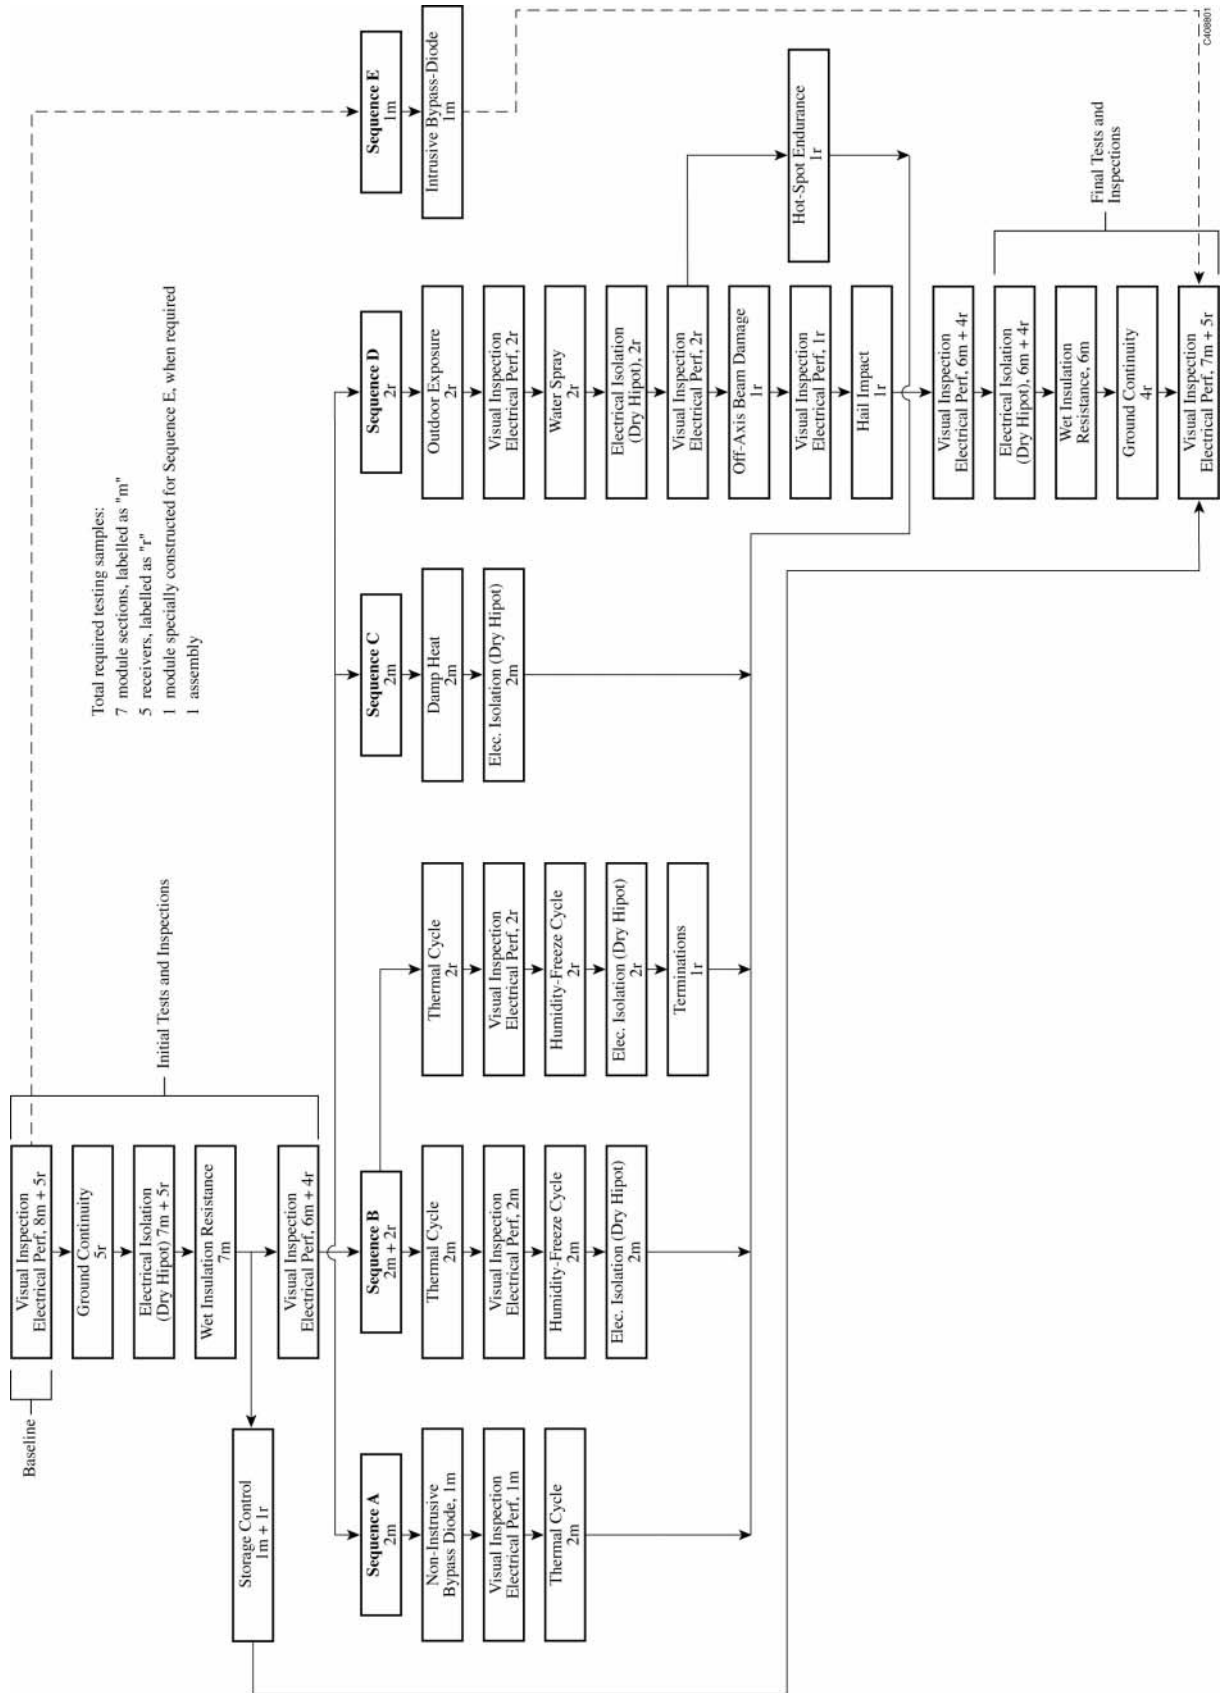 Baseline
Visual Inspection
Electrical Perf, 8m + 5r
Ground Continuity
5r
Electrical Isolation
(Dry Hipot) 7m + 5r
Wet Insulation Resistance
7m
Visual Inspection
Electrical Perf, 6m + 4r
Initial Tests and Inspections
Storage Control
1m + 1r
Total required testing samples:
7 module sections, labelled as "m"
5 receivers, labelled as "r"
1 module specially constructed for Sequence E, when required
1 assembly
Sequence A
2m
Non-Instrusive
Bypass Diode, 1m
Visual Inspection
Electrical Perf, 1m
Thermal Cycle
2m
Sequence B
2m + 2r
Thermal Cycle
2m
Visual Inspection
Electrical Perf, 2m
Humidity-Freeze Cycle
2m
Elec. Isolation (Dry Hipot)
2m
Thermal Cycle
2r
Visual Inspection
Electrical Perf, 2r
Humidity-Freeze Cycle
2r
Elec. Isolation (Dry Hipot)
2r
Terminations
1r
Sequence C
2m
Damp Heat
2m
Elec. Isolation (Dry Hipot)
2m
Sequence D
2r
Outdoor Exposure
2r
Visual Inspection
Electrical Perf, 2r
Water Spray
2r
Electrical Isolation
(Dry Hipot), 2r
Visual Inspection
Electrical Perf, 2r
Off-Axis Beam Damage
1r
Visual Inspection
Electrical Perf, 1r
Hail Impact
1r
Hot-Spot Endurance
1r
Sequence E
1m
Intrusive Bypass-Diode
1m
Visual Inspection
Electrical Perf, 6m + 4r
Electrical Isolation
(Dry Hipot), 6m + 4r
Wet Insulation
Resistance, 6m
Ground Continuity
4r
Visual Inspection
Electrical Perf, 7m + 5r
Final Tests and
Inspections
C408801